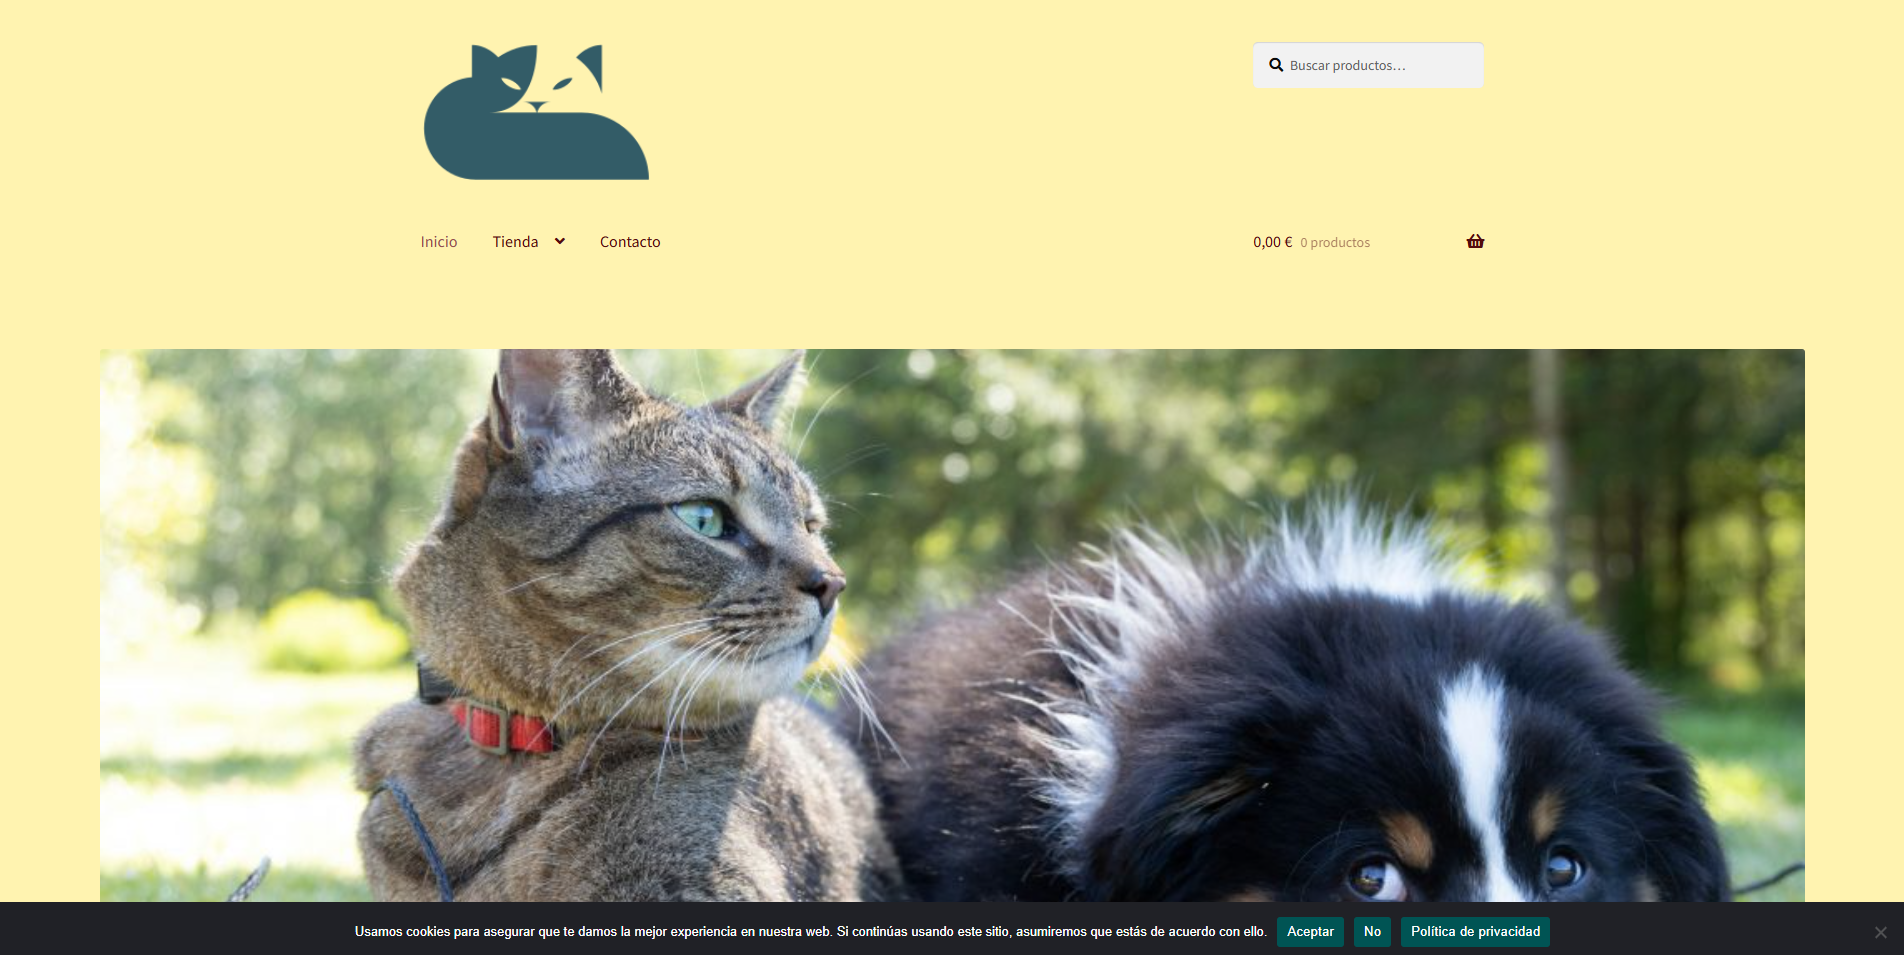 Buscar productos…
Inicio
Tienda
Contacto
0,00 € 0 productos
Usamos cookies para asegurar que te damos la mejor experiencia en nuestra web. Si continúas usando este sitio, asumiremos que estás de acuerdo con ello.
Aceptar
No
Política de privacidad